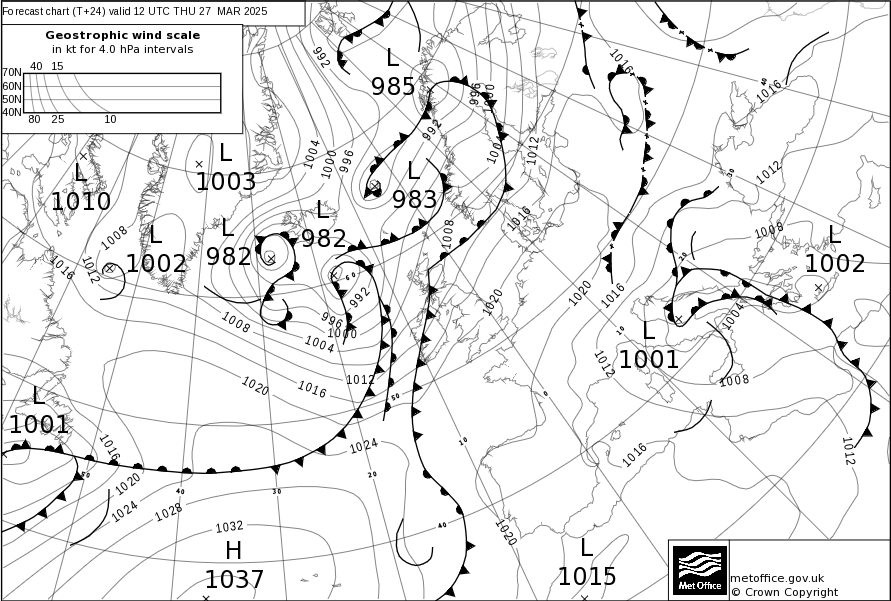 Forecast chart (T+24) valid 12 UTC THU 27 MAR 2025
Geostrophic wind scale
in kt for 4.0 hPa intervals
40 15
70N
60N
50N
40N
80 25 10
992
L
985
1016
1016
996
1000
992
1004
1000
996
1004
1012
L
1003
L
1010
L
983
1012
30
40
L
982
L
982
1016
1008
1008
1008
L
1002
L
1002
1012
1016
20
60
992
1020
1020
1016
1008
996
1000
1004
1004
10
L
1001
1012
1012
1008
1020
1016
0
50
L
1001
1016
1024
10
1016
1012
20
50
1020
40
30
1024
1028
1032
40
1020
H
1037
L
1015
Met Office
metoffice.gov.uk
© Crown Copyright